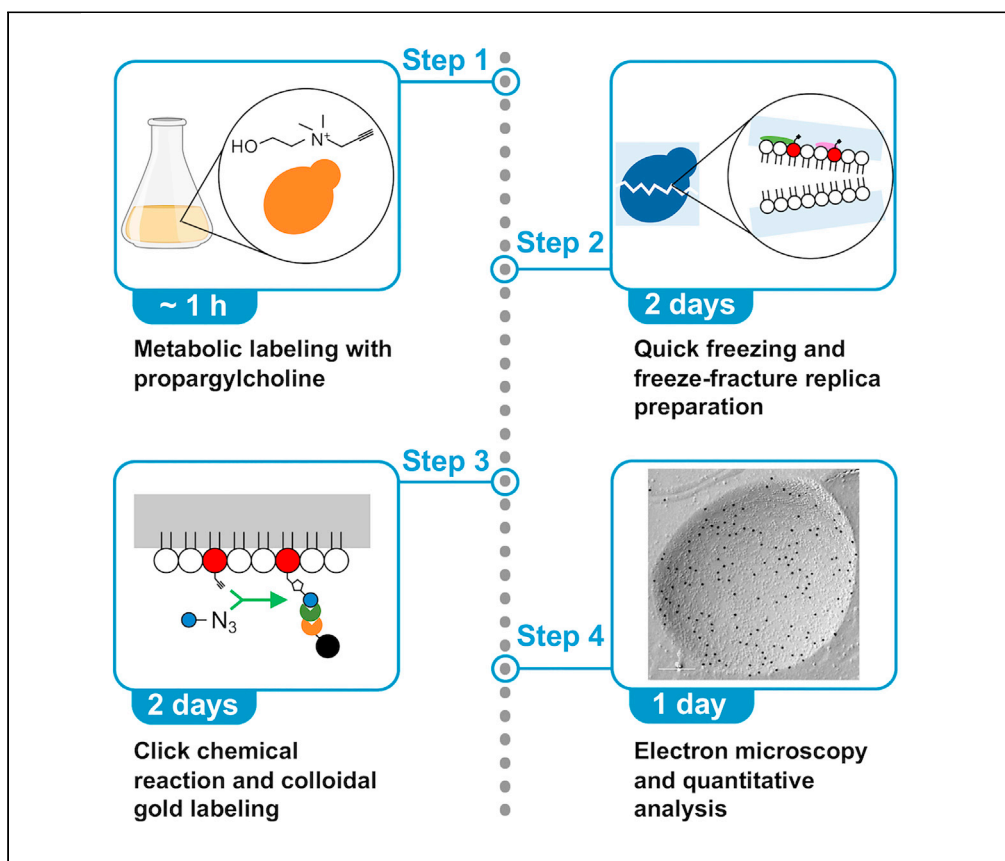 Step 1
HO
N+
~ 1 h
Metabolic labeling with
propargylcholine
Step 2
2 days
Quick freezing and
freeze-fracture replica
preparation
Step 3
N3
2 days
Click chemical
reaction and colloidal
gold labeling
Step 4
1 day
Electron microscopy
and quantitative
analysis